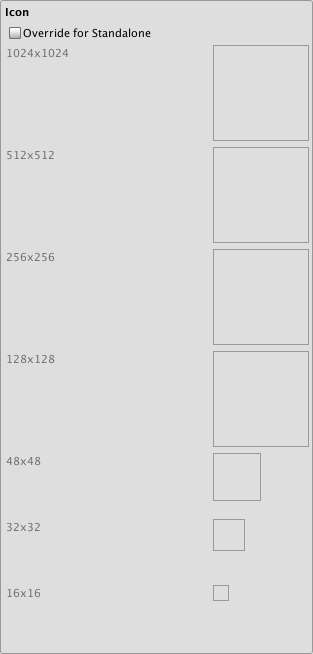 Icon
Override for Standalone
1024x1024
512x512
256x256
128x128
48x48
32x32
16x16